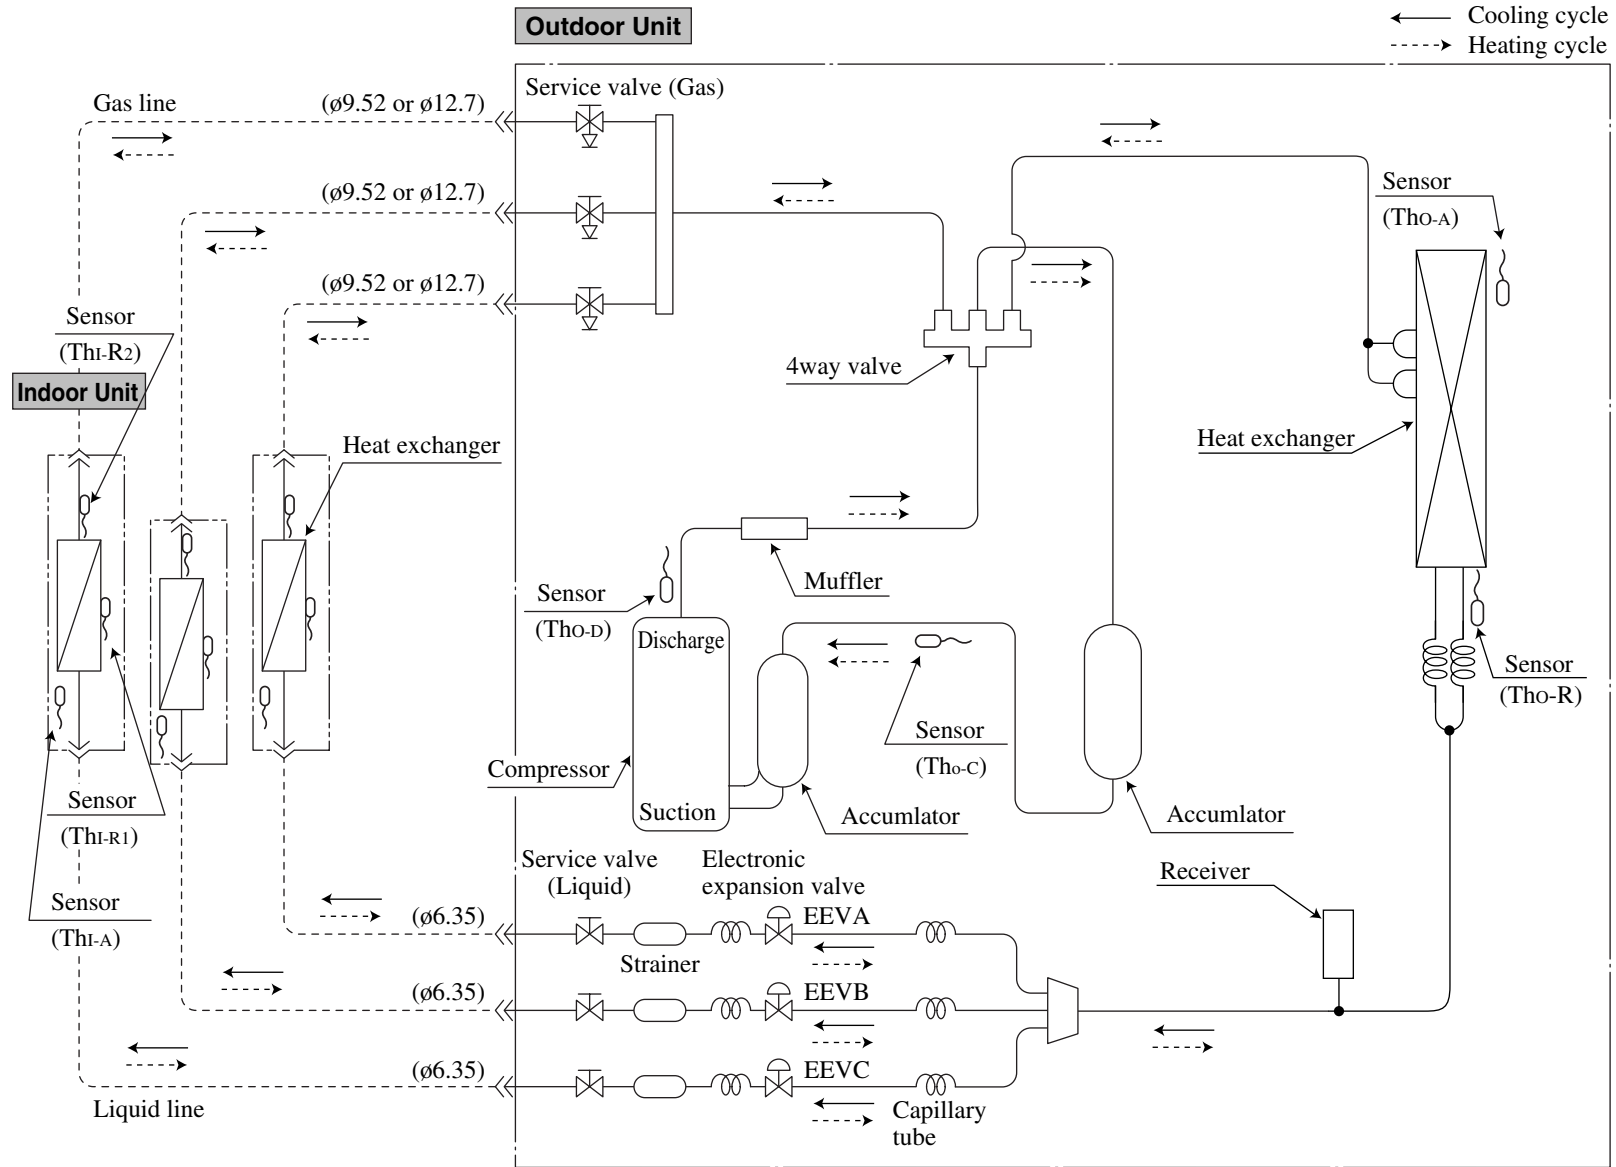 Outdoor Unit
Cooling cycle
Heating cycle
Service valve (Gas)
Gas line
(ø9.52 or ø12.7)
(ø9.52 or ø12.7)
(ø9.52 or ø12.7)
Sensor
(ThO-A)
Sensor
(ThI-R2)
Indoor Unit
4way valve
Heat exchanger
Heat exchanger
Muffler
Sensor
(ThO-D)
Discharge
Sensor
(ThO-R)
Sensor
(Tho-C)
Compressor
Suction
Accumlator
Accumlator
Sensor
(ThI-R1)
Service valve
(Liquid)
Electronic
expansion valve
Receiver
Sensor
(ThI-A)
(ø6.35)
EEVA
Strainer
(ø6.35)
EEVB
(ø6.35)
EEVC
Liquid line
Capillary
tube